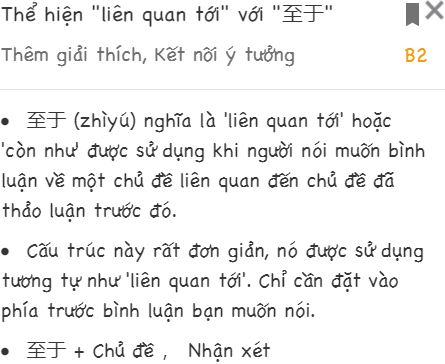 Thể hiện "liên quan tới" với "至于"
Thêm giải thích, Kết nối ý tưởng B2
• 至于 (zhìyú) nghĩa là 'liên quan tới' hoặc
'còn như' được sử dụng khi người nói muốn bình
luận về một chủ đề liên quan đến chủ đề đã
thảo luận trước đó.
• Cấu trúc này rất đơn giản, nó được sử dụng
tương tự như 'liên quan tới'. Chỉ cần đặt vào
phía trước bình luận bạn muốn nói.
• 至于 + Chủ đề , Nhận xét